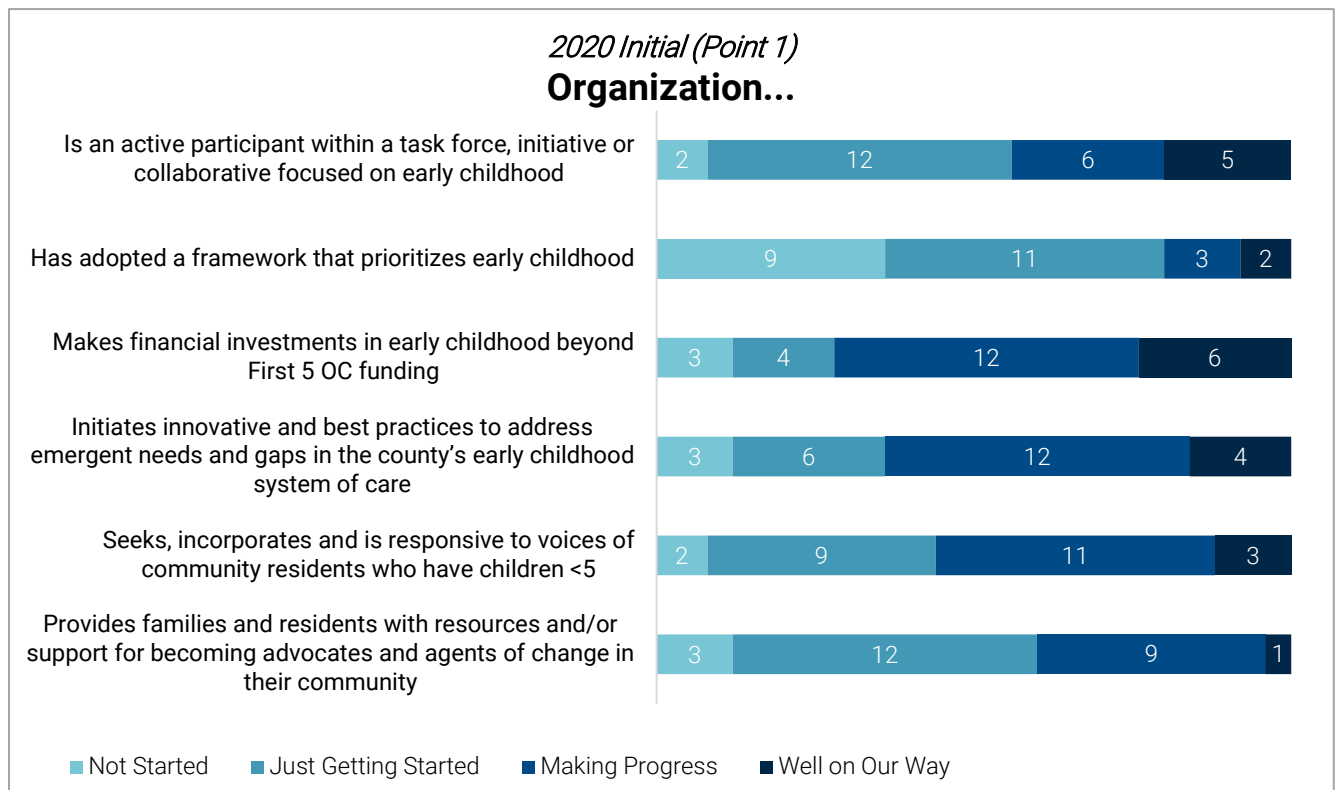 2020 Initial (Point 1)
Organization...
Is an active participant within a task force, initiative or
collaborative focused on early childhood
2 12 6 5
Has adopted a framework that prioritizes early childhood
9 11 3 2
Makes financial investments in early childhood beyond
First 5 OC funding
3 4 12 6
Initiates innovative and best practices to address
emergent needs and gaps in the county’s early childhood
system of care
3 6 12 4
Seeks, incorporates and is responsive to voices of
community residents who have children <5
2 9 11 3
Provides families and residents with resources and/or
support for becoming advocates and agents of change in
their community
3 12 9 1
Not Started Just Getting Started Making Progress Well on Our Way